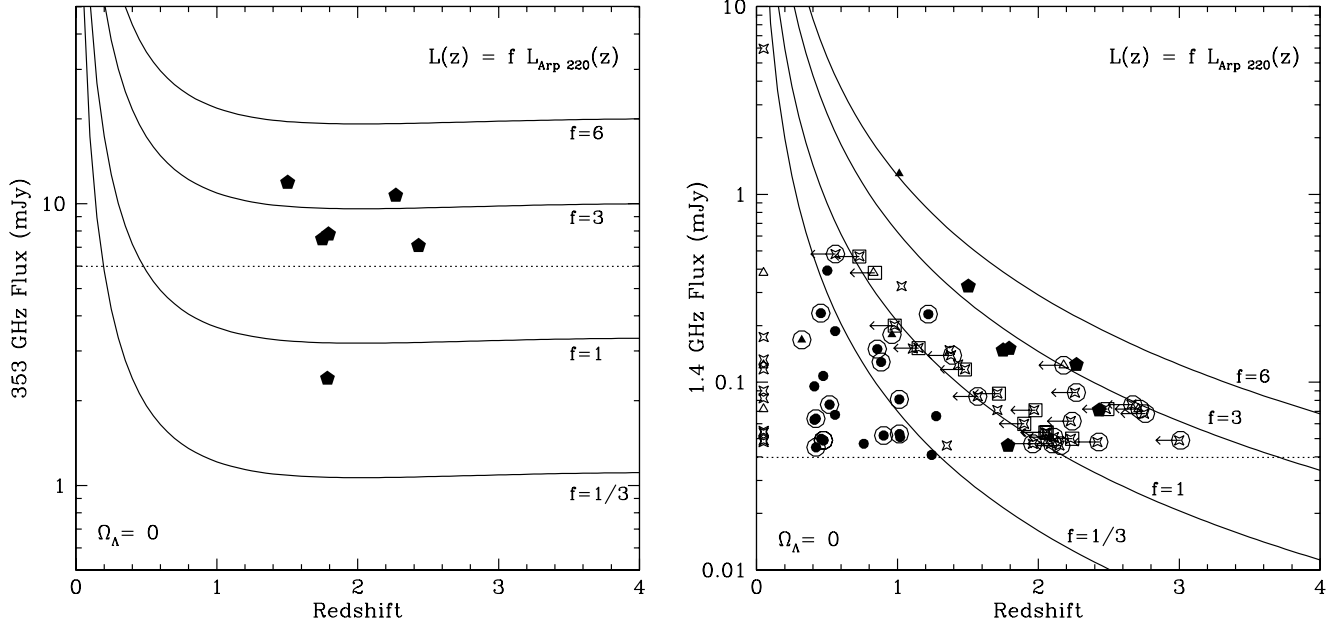 L(z) = f L_Arp 220(z)
10
1
353 GHz Flux (mJy)
f=6
f=3
f=1
f=1/3
Ω_Λ= 0
0 1 2 3 4
Redshift
L(z) = f L_Arp 220(z)
10
1
0.1
0.01
1.4 GHz Flux (mJy)
f=6
f=3
f=1
f=1/3
Ω_Λ= 0
0 1 2 3 4
Redshift